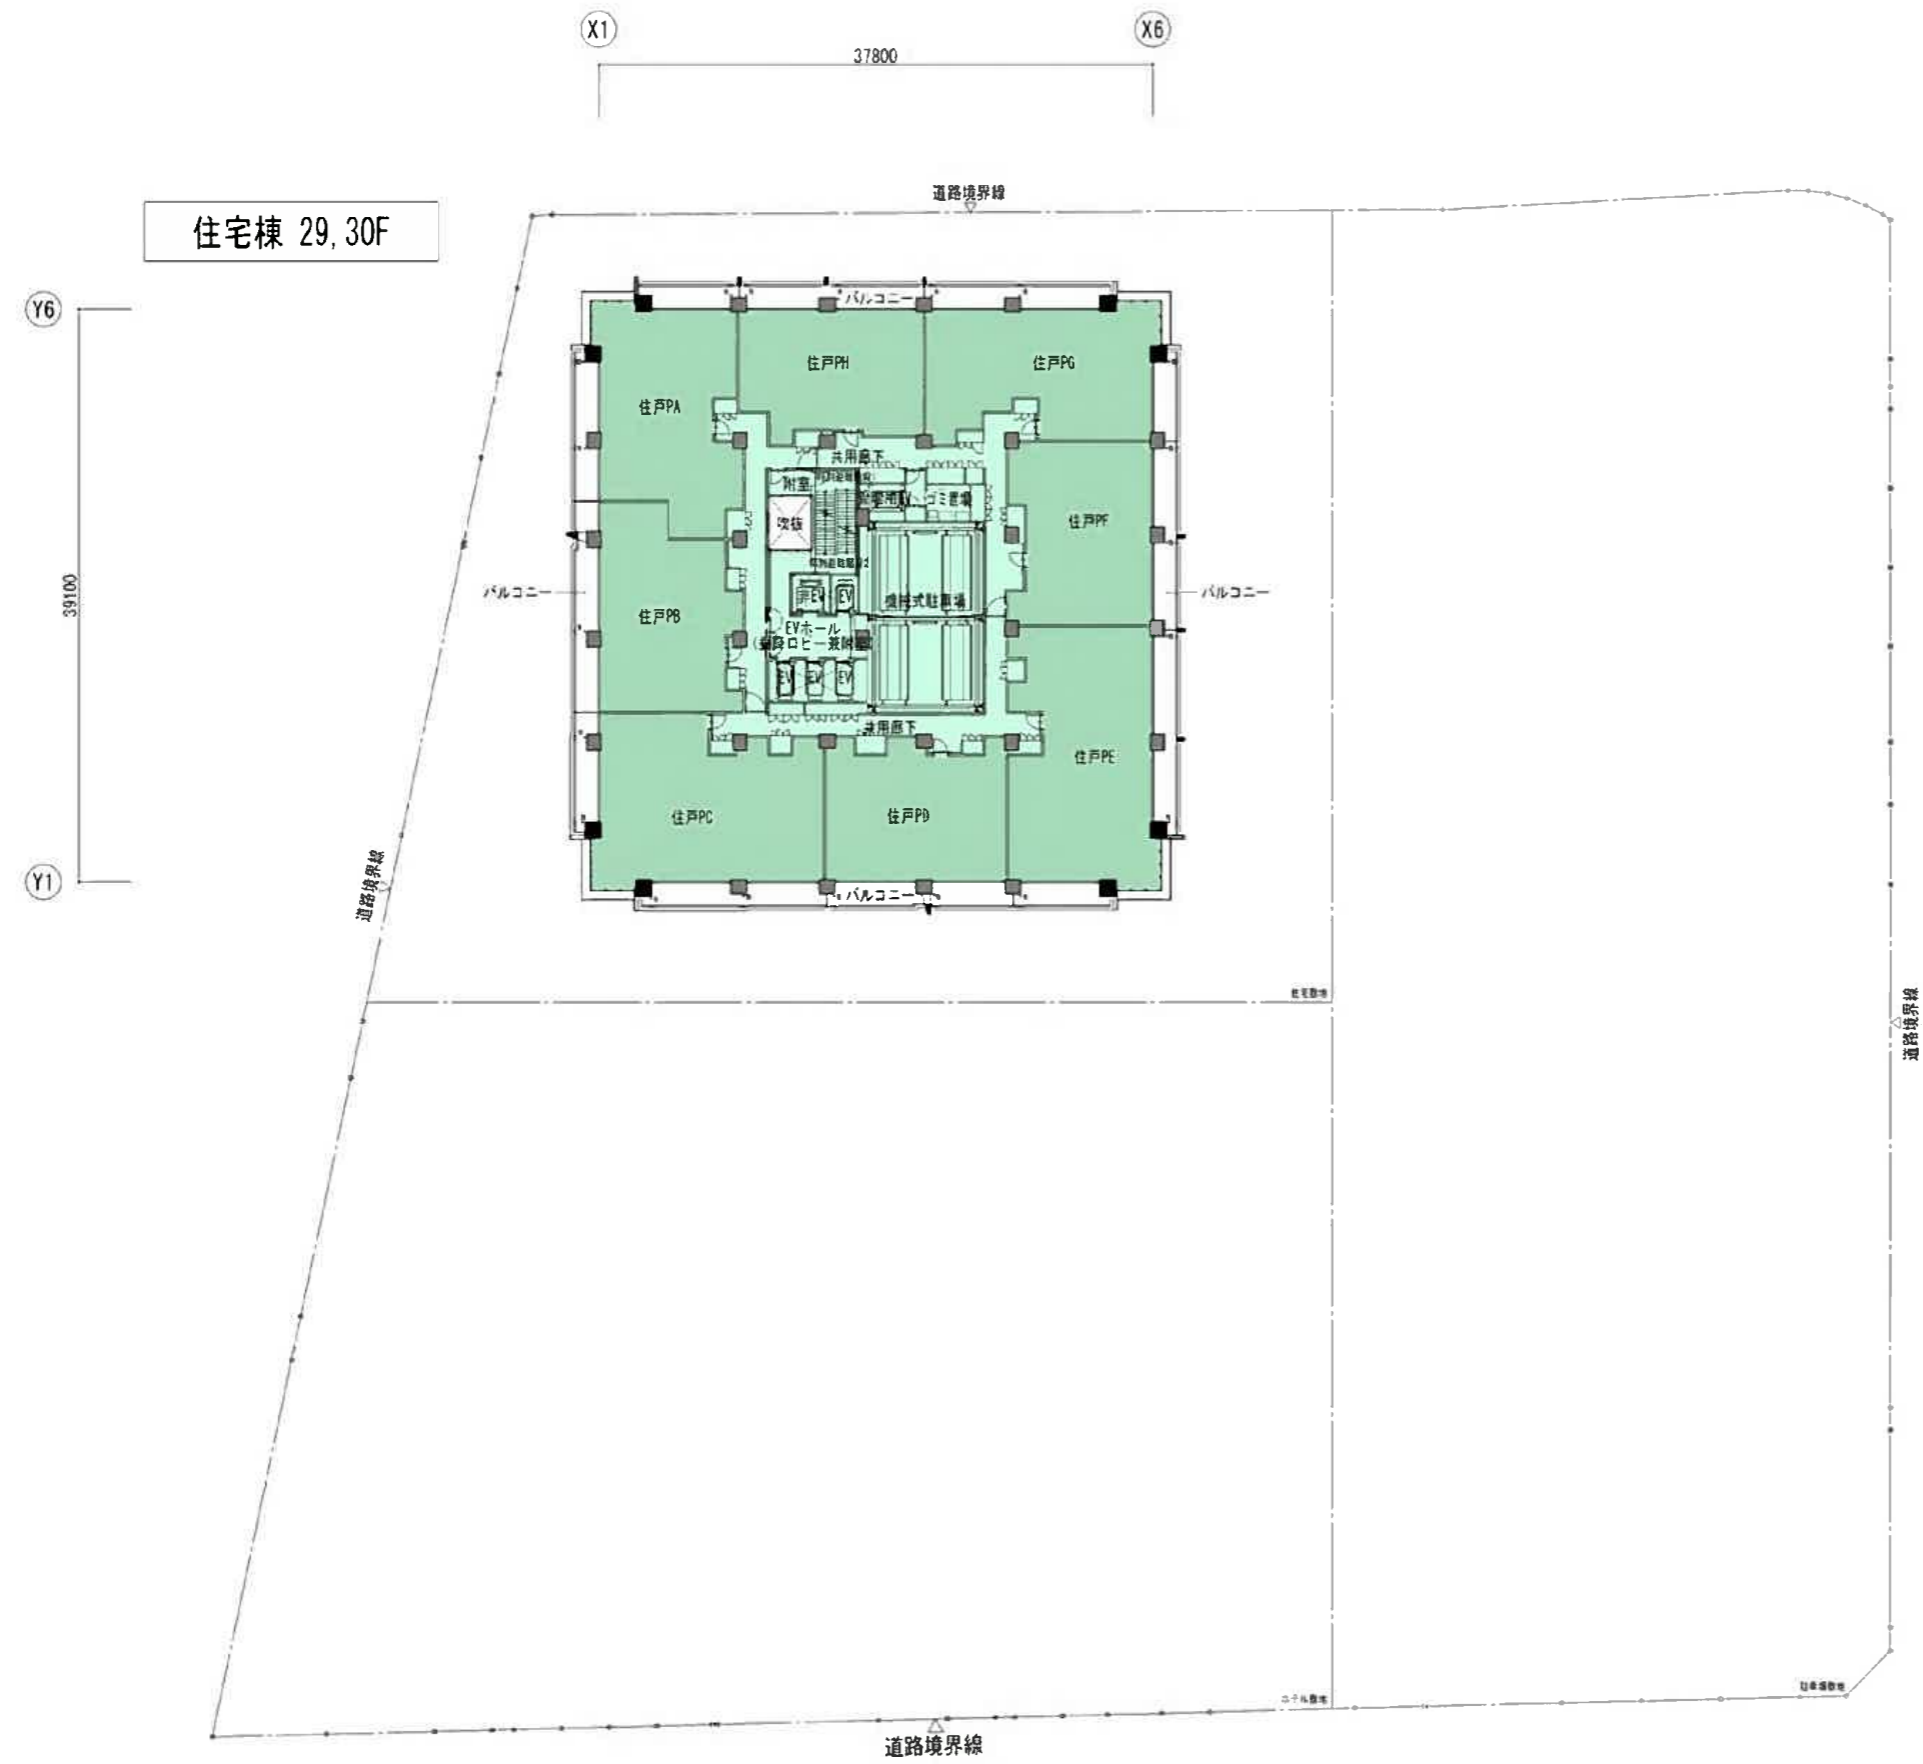 X1
X6
37800
道路境界線
住宅棟 29,30F
Y6
バルコニー
住戸PH
住戸PG
住戸PA
共用廊下
附室
ゴミ置場
吹抜
住戸PF
39100
バルコニー
非EV
EV
機械式駐車場
バルコニー
住戸PB
EVホール
EV
EV
EV
共用廊下
住戸PE
住戸PC
住戸PD
Y1
道路境界線
バルコニー
住宅敷地
道路境界線
ホテル敷地
駐車場敷地
道路境界線